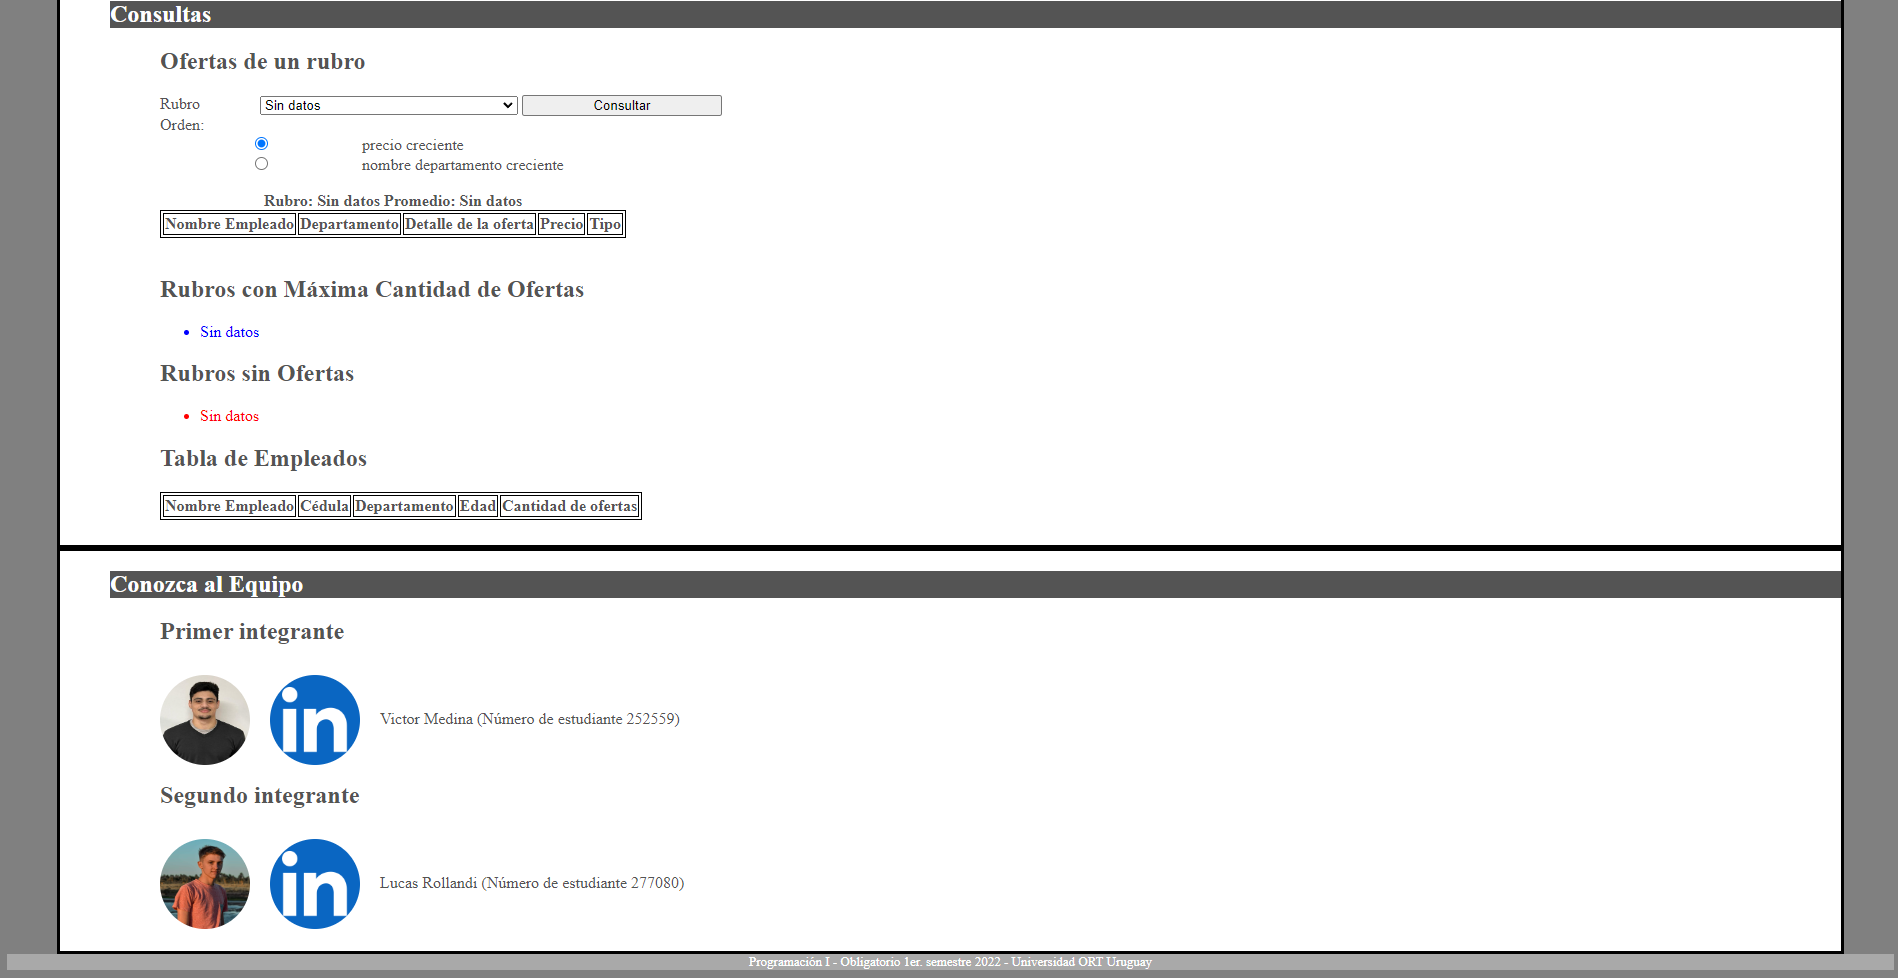 Consultas
Ofertas de un rubro
Rubro Sin datos Consultar
Orden:
precio creciente
nombre departamento creciente
Rubro: Sin datos Promedio: Sin datos
Nombre Empleado Departamento Detalle de la oferta Precio Tipo
Rubros con Máxima Cantidad de Ofertas
Sin datos
Rubros sin Ofertas
Sin datos
Tabla de Empleados
Nombre Empleado Cédula Departamento Edad Cantidad de ofertas
Conozca al Equipo
Primer integrante
in Victor Medina (Número de estudiante 252559)
Segundo integrante
in Lucas Rollandi (Número de estudiante 277080)
Programación I - Obligatorio 1er. semestre 2022 - Universidad ORT Uruguay